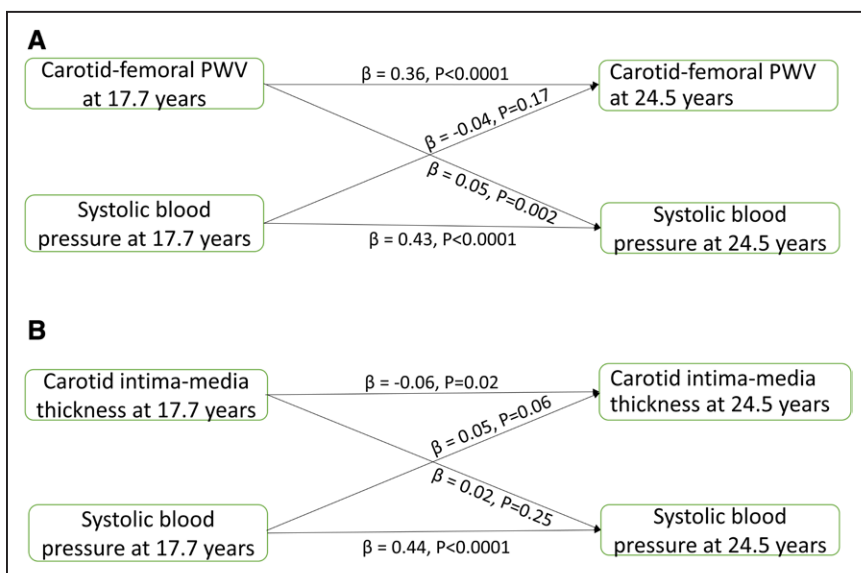 A
Carotid-femoral PWV
at 17.7 years
β = 0.36, P<0.0001
Carotid-femoral PWV
at 24.5 years
β = -0.04, P=0.17
β = 0.05, P=0.002
Systolic blood
pressure at 17.7 years
β = 0.43, P<0.0001
Systolic blood
pressure at 24.5 years
B
Carotid intima-media
thickness at 17.7 years
β = -0.06, P=0.02
Carotid intima-media
thickness at 24.5 years
β = 0.05, P=0.06
β = 0.02, P=0.25
Systolic blood
pressure at 17.7 years
β = 0.44, P<0.0001
Systolic blood
pressure at 24.5 years